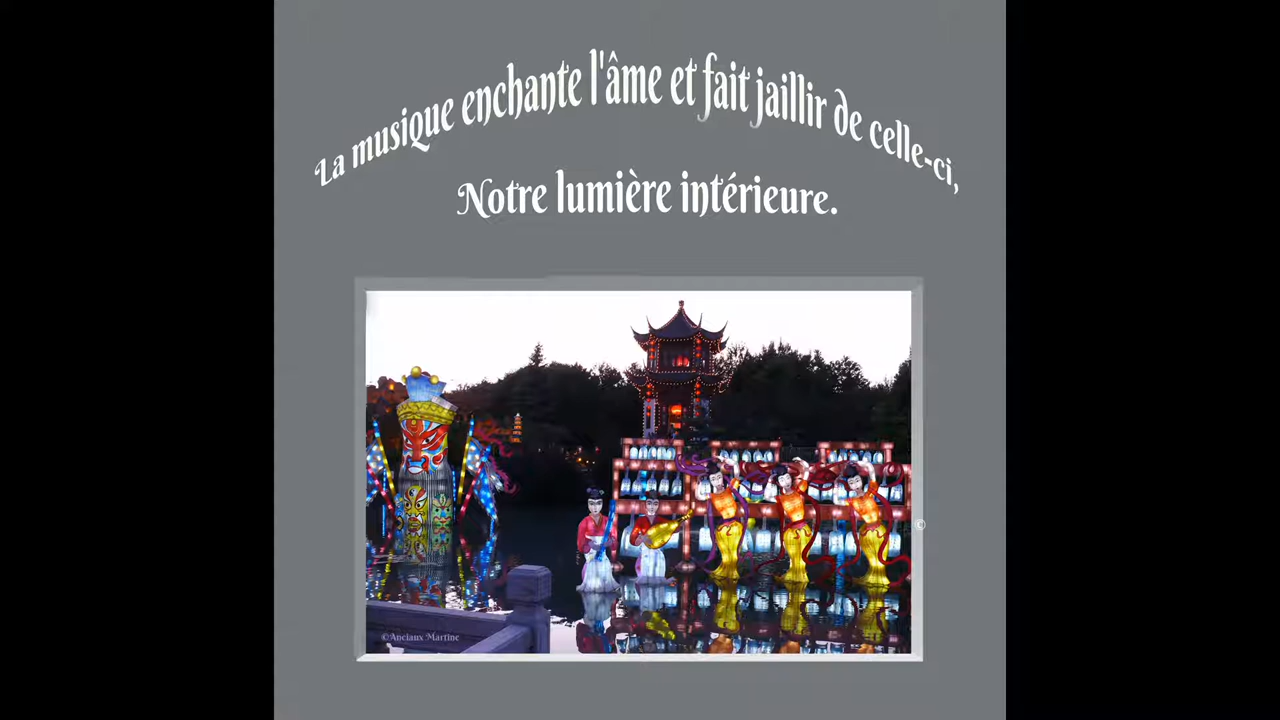 La musique enchante l'âme et fait jaillir de celle-ci,
Notre lumière intérieure.
©
©Anciaux Martine